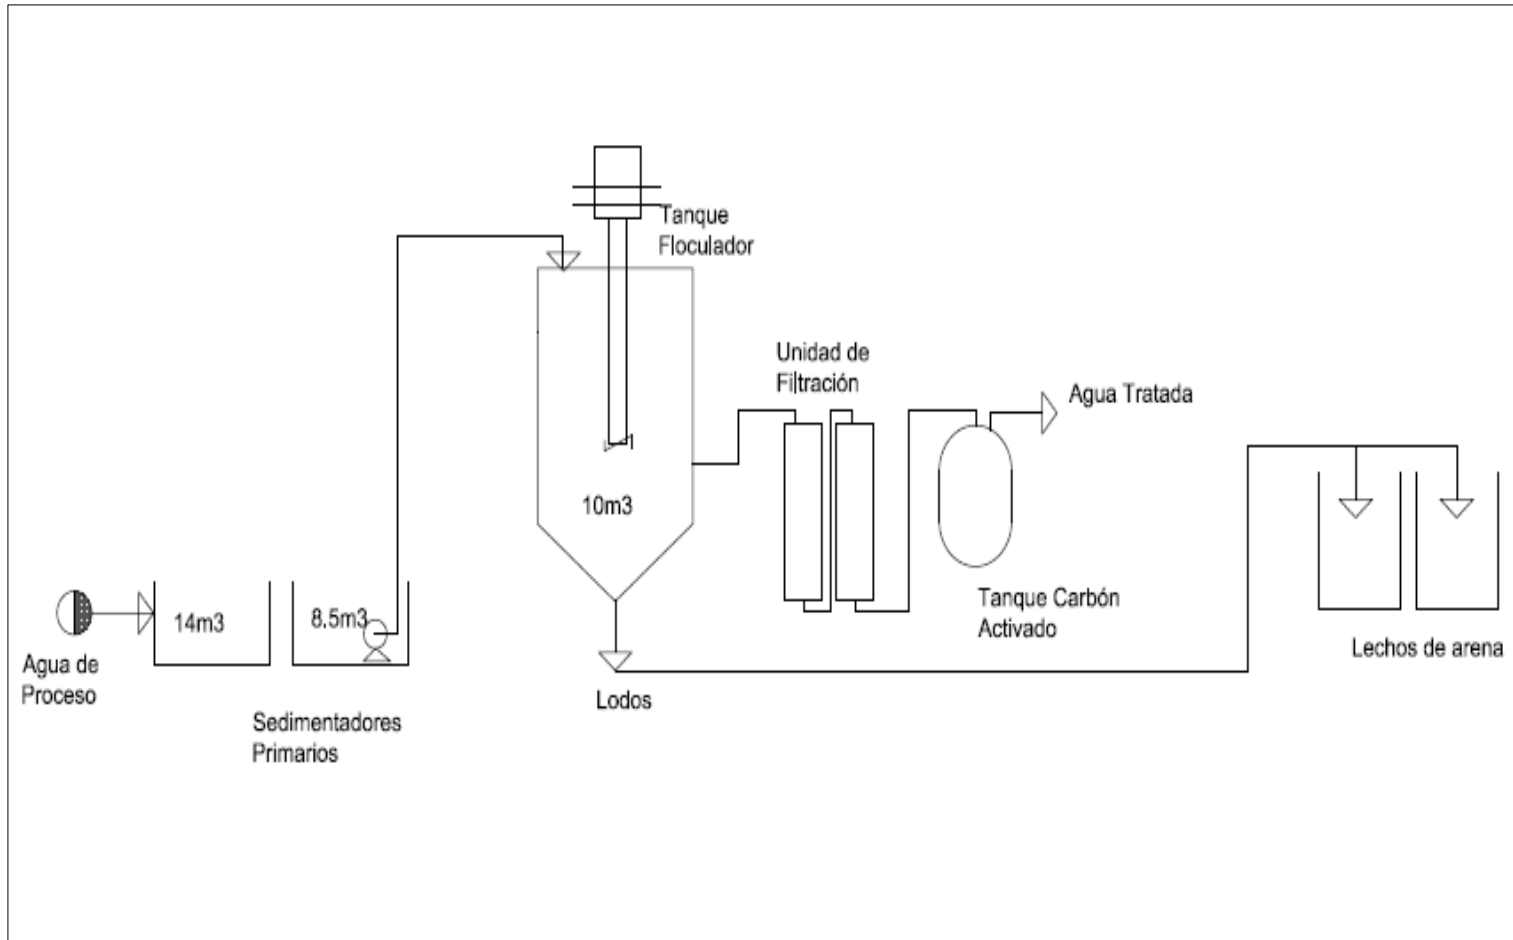 Tanque
Floculador
Unidad de
Filtración
Agua Tratada
10m3
14m3
8.5m3
Agua de
Proceso
Sedimentadores
Primarios
Lodos
Tanque Carbón
Activado
Lechos de arena